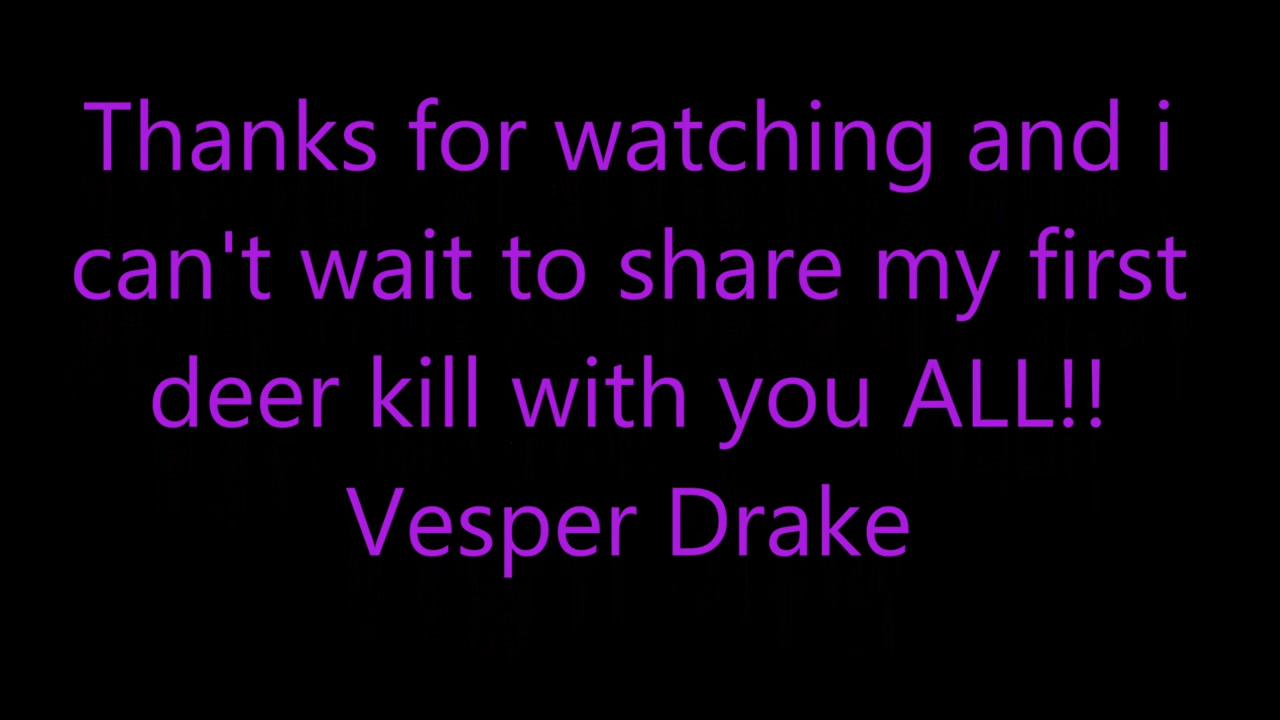 Thanks for watching and i
can't wait to share my first
deer kill with you ALL!!
Vesper Drake